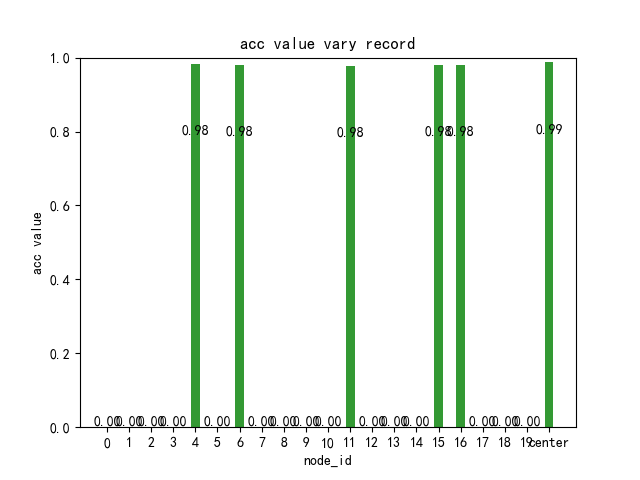 acc value vary record
acc value
1.0
0.8
0.6
0.4
0.2
0.0
0.98 0.98 0.98 0.98 0.98 0.99
0.00 0.00 0.00 0.00 0.00 0.00 0.00 0.00 0.00 0.00 0.00 0.00 0.00 0.00 0.00
0 1 2 3 4 5 6 7 8 9 10 11 12 13 14 15 16 17 18 19 center
node_id